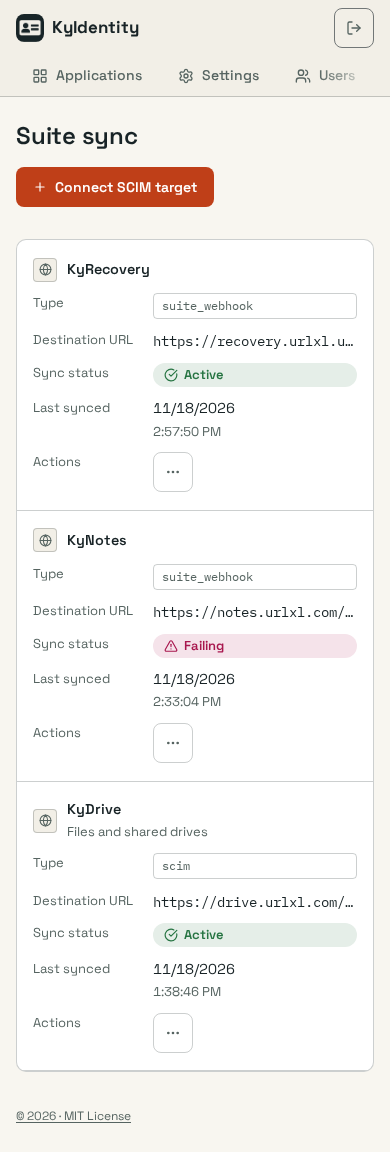 KyIdentity
Applications
Settings
Users
Suite sync
+ Connect SCIM target
KyRecovery
Type
suite_webhook
Destination URL
https://recovery.urlxl.u…
Sync status
Active
Last synced
11/18/2026
2:57:50 PM
Actions
KyNotes
Type
suite_webhook
Destination URL
https://notes.urlxl.com/…
Sync status
Failing
Last synced
11/18/2026
2:33:04 PM
Actions
KyDrive
Files and shared drives
Type
scim
Destination URL
https://drive.urlxl.com/…
Sync status
Active
Last synced
11/18/2026
1:38:46 PM
Actions
© 2026 · MIT License